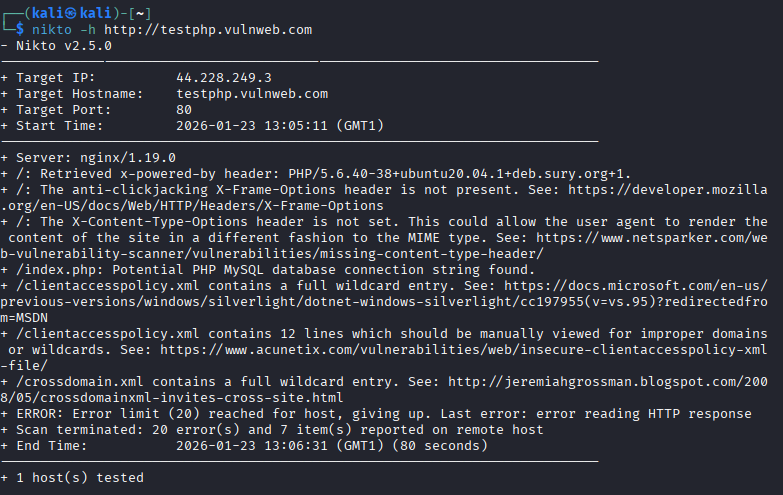 ┌──(kali㉿kali)-[~]
└─$ nikto -h http://testphp.vulnweb.com
- Nikto v2.5.0
---------------------------------------------------------------------------
+ Target IP:          44.228.249.3
+ Target Hostname:    testphp.vulnweb.com
+ Target Port:        80
+ Start Time:         2026-01-23 13:05:11 (GMT1)
---------------------------------------------------------------------------
+ Server: nginx/1.19.0
+ /: Retrieved x-powered-by header: PHP/5.6.40-38+ubuntu20.04.1+deb.sury.org+1.
+ /: The anti-clickjacking X-Frame-Options header is not present. See: https://developer.mozilla
.org/en-US/docs/Web/HTTP/Headers/X-Frame-Options
+ /: The X-Content-Type-Options header is not set. This could allow the user agent to render the
 content of the site in a different fashion to the MIME type. See: https://www.netsparker.com/we
b-vulnerability-scanner/vulnerabilities/missing-content-type-header/
+ /index.php: Potential PHP MySQL database connection string found.
+ /clientaccesspolicy.xml contains a full wildcard entry. See: https://docs.microsoft.com/en-us/
previous-versions/windows/silverlight/dotnet-windows-silverlight/cc197955(v=vs.95)?redirectedfro
m=MSDN
+ /clientaccesspolicy.xml contains 12 lines which should be manually viewed for improper domains
 or wildcards. See: https://www.acunetix.com/vulnerabilities/web/insecure-clientaccesspolicy-xml
-file/
+ /crossdomain.xml contains a full wildcard entry. See: http://jeremiahgrossman.blogspot.com/200
8/05/crossdomainxml-invites-cross-site.html
+ ERROR: Error limit (20) reached for host, giving up. Last error: error reading HTTP response
+ Scan terminated: 20 error(s) and 7 item(s) reported on remote host
+ End Time:           2026-01-23 13:06:31 (GMT1) (80 seconds)
---------------------------------------------------------------------------
+ 1 host(s) tested